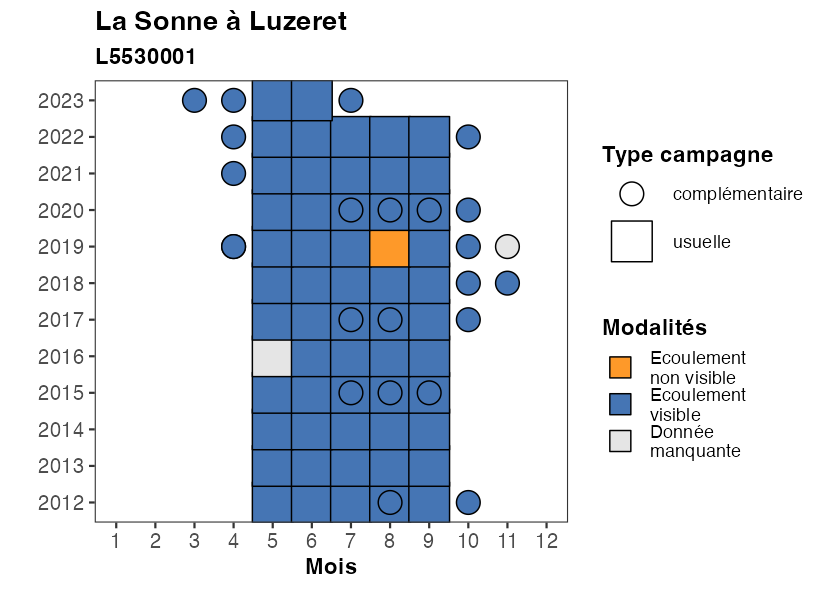 La Sonne à Luzeret
L5530001
2023
2022
2021
2020
2019
2018
2017
2016
2015
2014
2013
2012
1 2 3 4 5 6 7 8 9 10 11 12
Mois
Type campagne
complémentaire
usuelle
Modalités
Ecoulement
non visible
Ecoulement
visible
Donnée
manquante